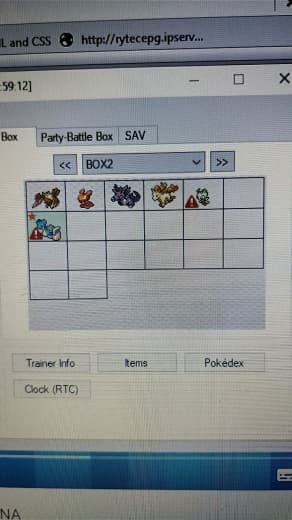 L and CSS http://rytecepg.ipserv...
:59:12]
Box Party-Battle Box SAV
<< BOX2 >>
Trainer Info Items Pokédex
Clock (RTC)
NA